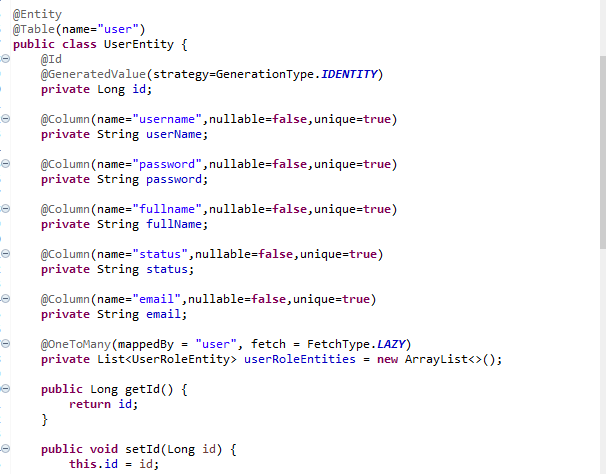 @Entity
@Table(name="user")
public class UserEntity {
@Id
@GeneratedValue(strategy=GenerationType.IDENTITY)
private Long id;
@Column(name="username",nullable=false,unique=true)
private String userName;
@Column(name="password",nullable=false,unique=true)
private String password;
@Column(name="fullname",nullable=false,unique=true)
private String fullName;
@Column(name="status",nullable=false,unique=true)
private String status;
@Column(name="email",nullable=false,unique=true)
private String email;
@OneToMany(mappedBy = "user", fetch = FetchType.LAZY)
private List<UserRoleEntity> userRoleEntities = new ArrayList<>();
public Long getId() {
return id;
}
public void setId(Long id) {
this.id = id;